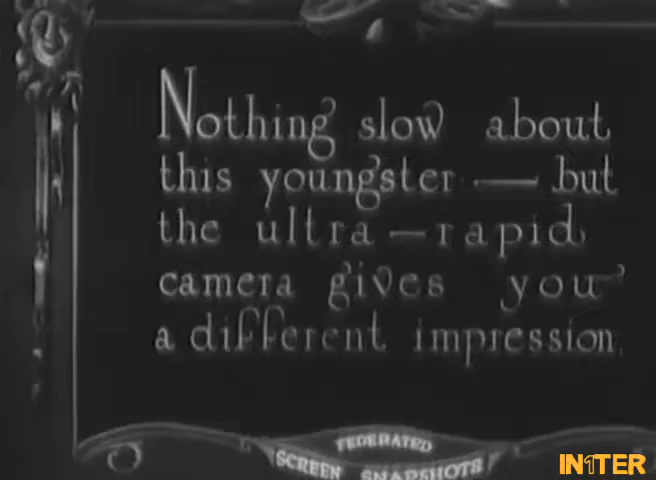 Nothing slow about
this youngster — but
the ultra — rapid
camera gives you
a different impression.
FEDERATED
SCREEN SNAPSHOTS
IN1TER